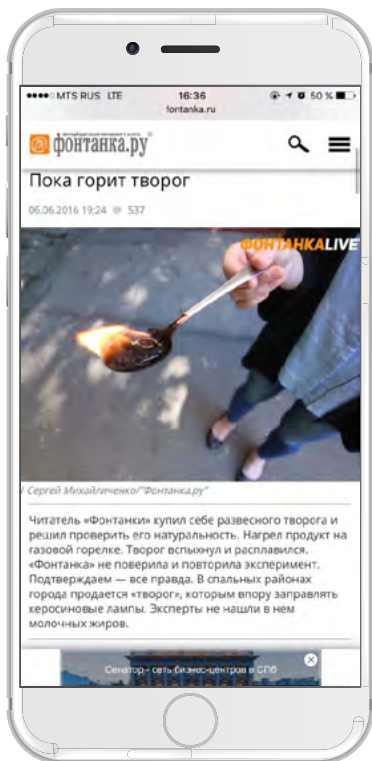 MTS RUS LTE 16:36 50 %
fontanka.ru
фонтанка.ру
Пока горит творог
06.06.2016 19:24 537
ФОНТАНКАLIVE
/ Сергей Михайличенко/"Фонтанка.ру"
Читатель «Фонтанки» купил себе развесного творога и
решил проверить его натуральность. Нагрел продукт на
газовой горелке. Творог вспыхнул и расплавился.
«Фонтанка» не поверила и повторила эксперимент.
Подтверждаем — все правда. В спальных районах
города продается «творог», которым впору заправлять
керосиновые лампы. Эксперты не нашли в нем
молочных жиров.
Сенатор - сеть бизнес-центров в СПб